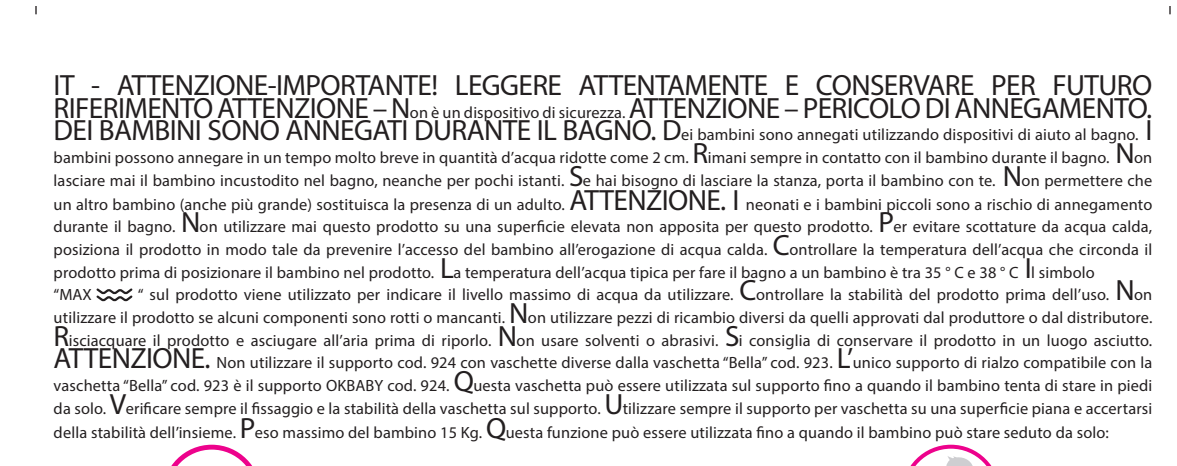 IT - ATTENZIONE-IMPORTANTE! LEGGERE ATTENTAMENTE E CONSERVARE PER FUTURO
RIFERIMENTO ATTENZIONE – Non è un dispositivo di sicurezza. ATTENZIONE – PERICOLO DI ANNEGAMENTO.
DEI BAMBINI SONO ANNEGATI DURANTE IL BAGNO. Dei bambini sono annegati utilizzando dispositivi di aiuto al bagno. I
bambini possono annegare in un tempo molto breve in quantità d'acqua ridotte come 2 cm. Rimani sempre in contatto con il bambino durante il bagno. Non
lasciare mai il bambino incustodito nel bagno, neanche per pochi istanti. Se hai bisogno di lasciare la stanza, porta il bambino con te. Non permettere che
un altro bambino (anche più grande) sostituisca la presenza di un adulto. ATTENZIONE. I neonati e i bambini piccoli sono a rischio di annegamento
durante il bagno. Non utilizzare mai questo prodotto su una superficie elevata non apposita per questo prodotto. Per evitare scottature da acqua calda,
posiziona il prodotto in modo tale da prevenire l'accesso del bambino all'erogazione di acqua calda. Controllare la temperatura dell'acqua che circonda il
prodotto prima di posizionare il bambino nel prodotto. La temperatura dell'acqua tipica per fare il bagno a un bambino è tra 35 ° C e 38 ° C Il simbolo
"MAX " sul prodotto viene utilizzato per indicare il livello massimo di acqua da utilizzare. Controllare la stabilità del prodotto prima dell'uso. Non
utilizzare il prodotto se alcuni componenti sono rotti o mancanti. Non utilizzare pezzi di ricambio diversi da quelli approvati dal produttore o dal distributore.
Risciacquare il prodotto e asciugare all'aria prima di riporlo. Non usare solventi o abrasivi. Si consiglia di conservare il prodotto in un luogo asciutto.
ATTENZIONE. Non utilizzare il supporto cod. 924 con vaschette diverse dalla vaschetta "Bella" cod. 923. L'unico supporto di rialzo compatibile con la
vaschetta "Bella" cod. 923 è il supporto OKBABY cod. 924. Questa vaschetta può essere utilizzata sul supporto fino a quando il bambino tenta di stare in piedi
da solo. Verificare sempre il fissaggio e la stabilità della vaschetta sul supporto. Utilizzare sempre il supporto per vaschetta su una superficie piana e accertarsi
della stabilità dell'insieme. Peso massimo del bambino 15 Kg. Questa funzione può essere utilizzata fino a quando il bambino può stare seduto da solo: